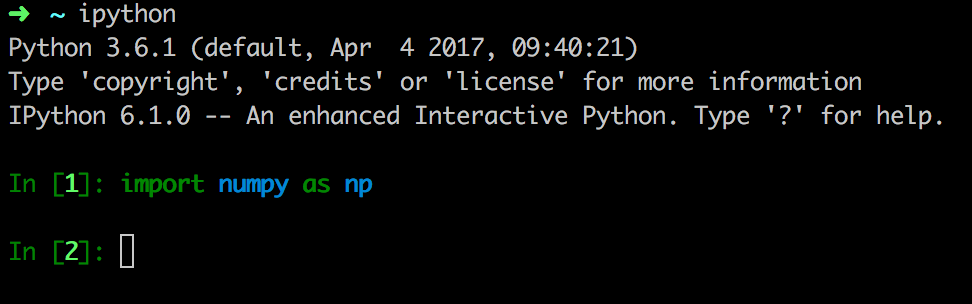 ➜ ~ ipython
Python 3.6.1 (default, Apr  4 2017, 09:40:21)
Type 'copyright', 'credits' or 'license' for more information
IPython 6.1.0 -- An enhanced Interactive Python. Type '?' for help.
In [1]: import numpy as np
In [2]: